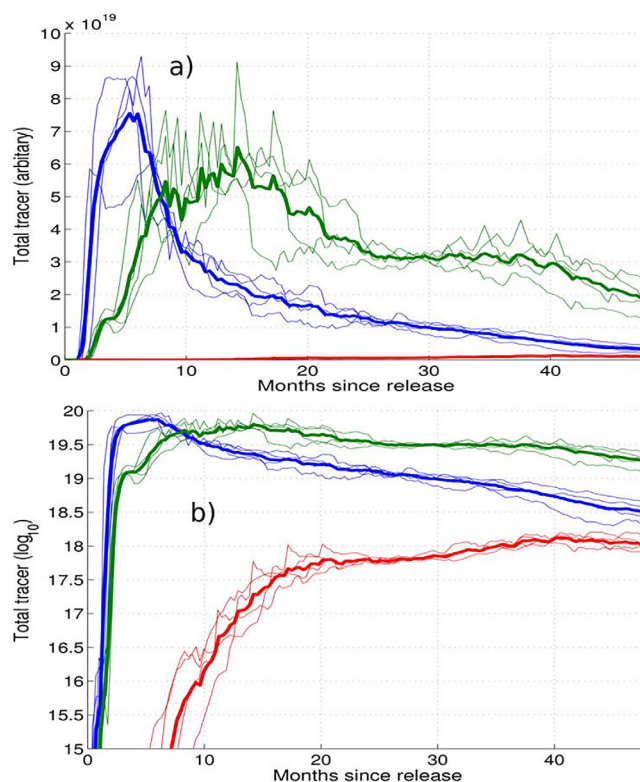 × 10^19
10
9
8
7
6
5
4
3
2
1
0
Total tracer (arbitary)
a)
0 10 20 30 40
Months since release
20
19.5
19
18.5
18
17.5
17
16.5
16
15.5
15
Total tracer (log10)
b)
0 10 20 30 40
Months since release